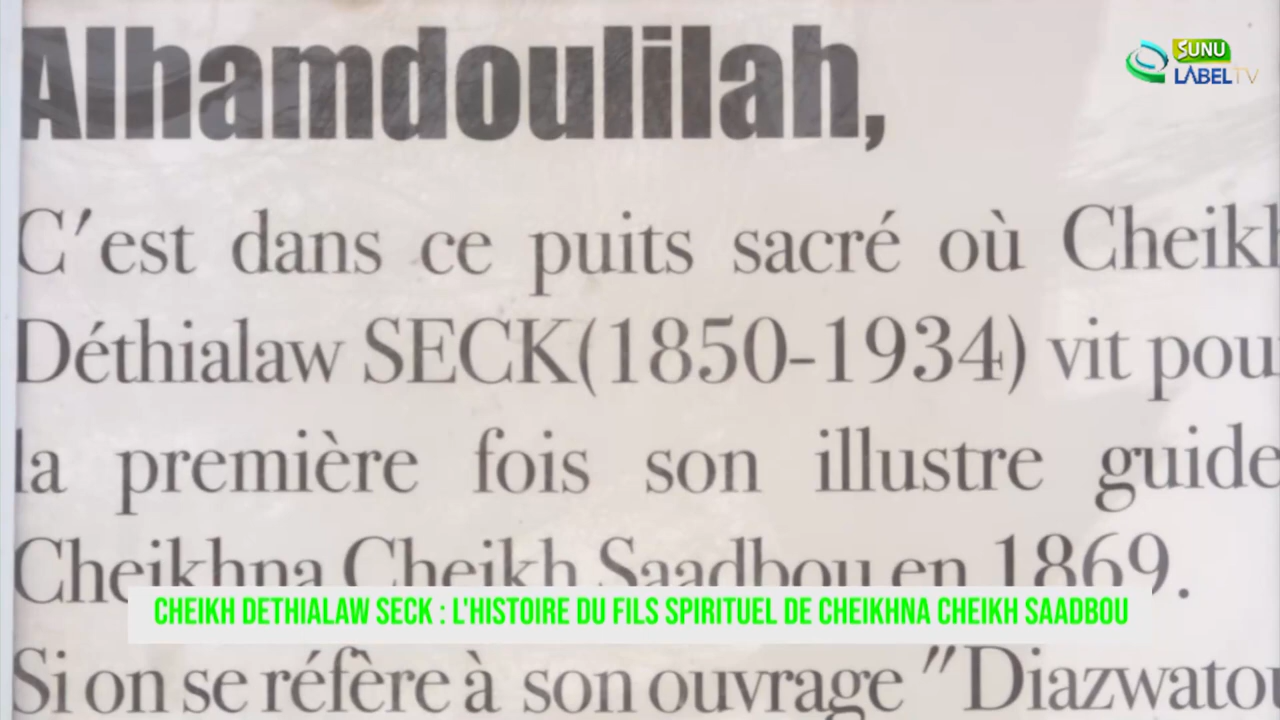 Alhamdoulilah,
SUNU
LABEL TV
C'est dans ce puits sacré où Cheikh
Déthialaw SECK(1850-1934) vit pou
la première fois son illustre guide
Cheikhna Cheikh Saadbou en 1869.
CHEIKH DETHIALAW SECK : L'HISTOIRE DU FILS SPIRITUEL DE CHEIKHNA CHEIKH SAADBOU
Si on se réfère à son ouvrage "Diazwatou